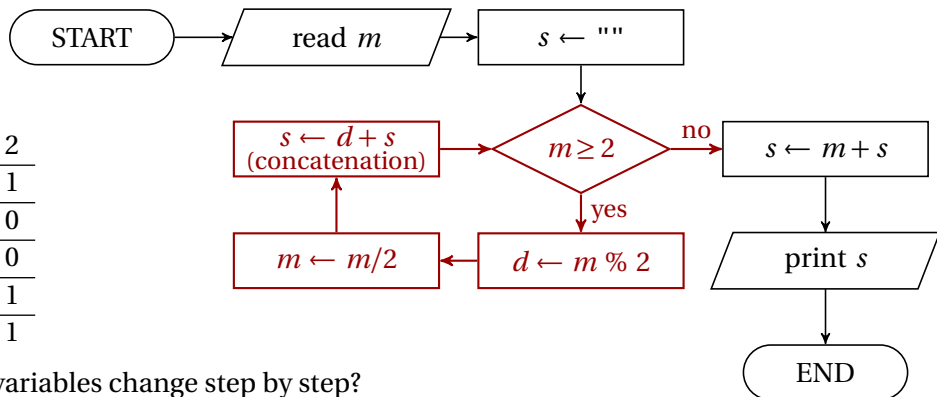 START
read m
s ← ""
2
1
0
0
1
1
s ← d + s
(concatenation)
m ≥ 2
no
s ← m + s
yes
m ← m/2
d ← m % 2
print s
END
variables change step by step?